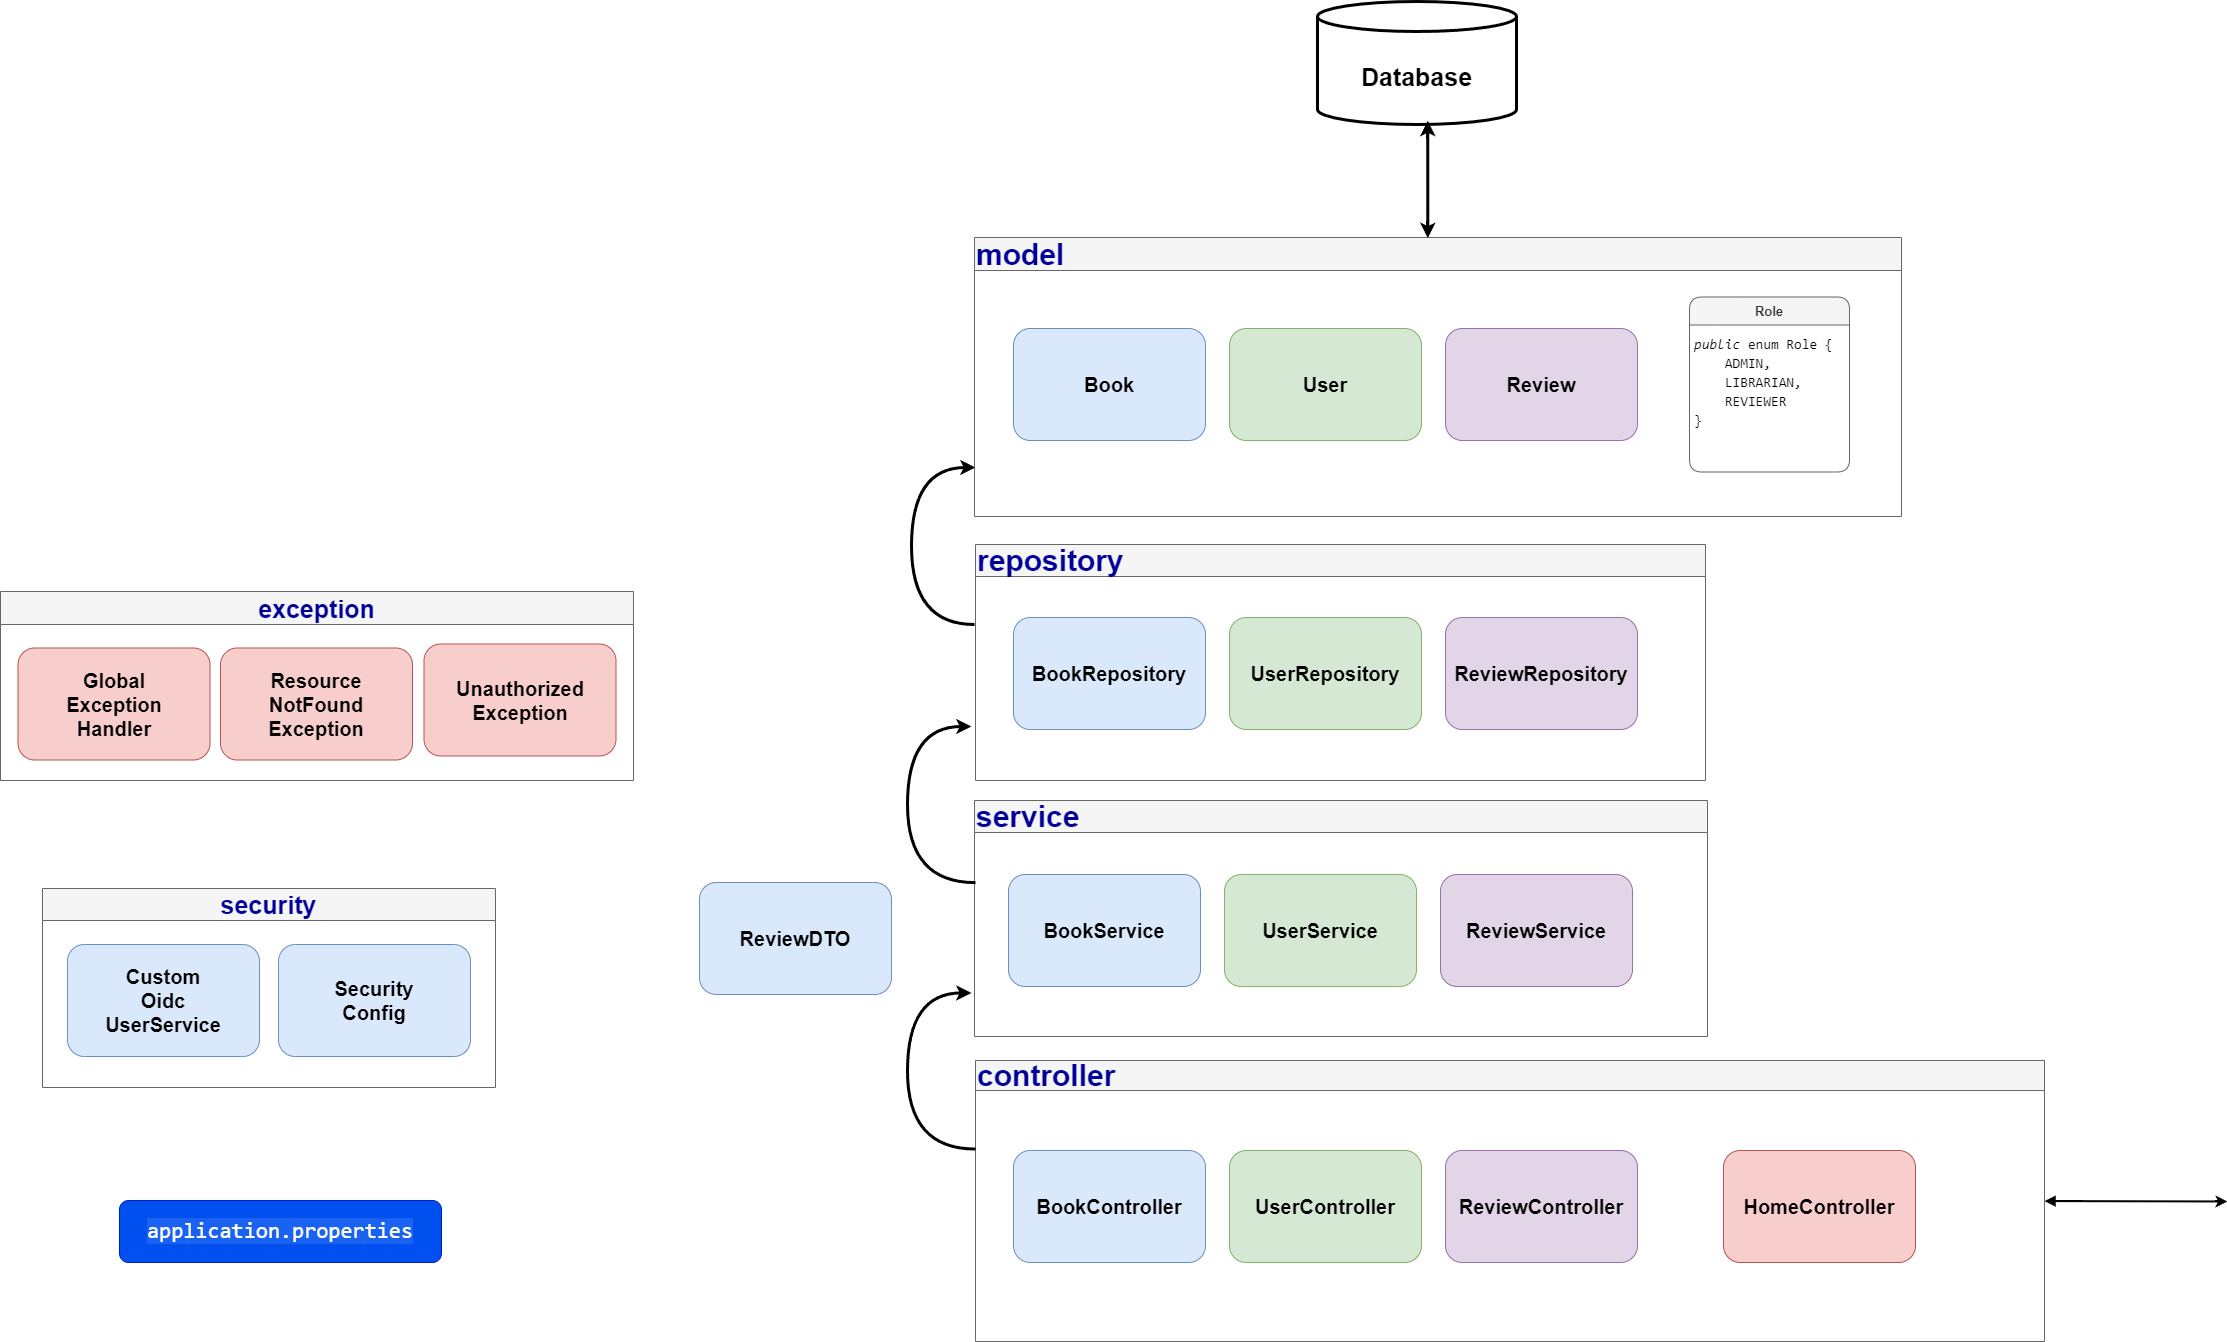 Database
model
Role
public enum Role {
    ADMIN,
    LIBRARIAN,
    REVIEWER
}
Book
User
Review
repository
BookRepository
UserRepository
ReviewRepository
exception
Global
Exception
Handler
Resource
NotFound
Exception
Unauthorized
Exception
service
BookService
UserService
ReviewService
ReviewDTO
security
Custom
Oidc
UserService
Security
Config
controller
BookController
UserController
ReviewController
HomeController
application.properties